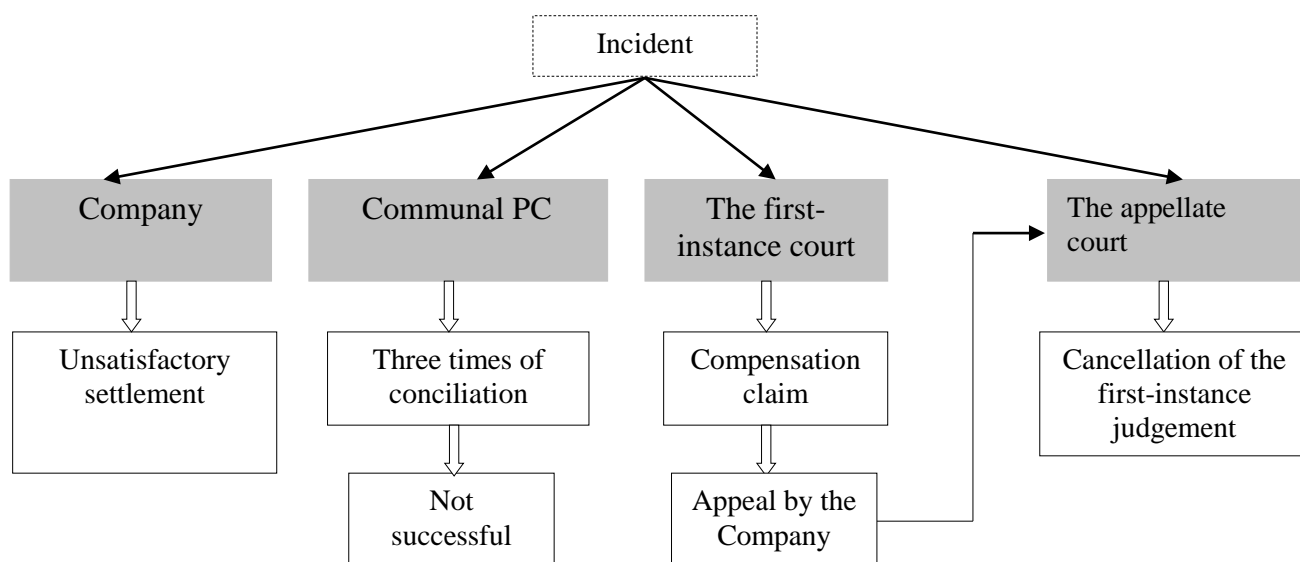 Incident
Company
Communal PC
The first-
instance court
The appellate
court
Unsatisfactory
settlement
Three times of
conciliation
Compensation
claim
Cancellation of the
first-instance
judgement
Not
successful
Appeal by the
Company